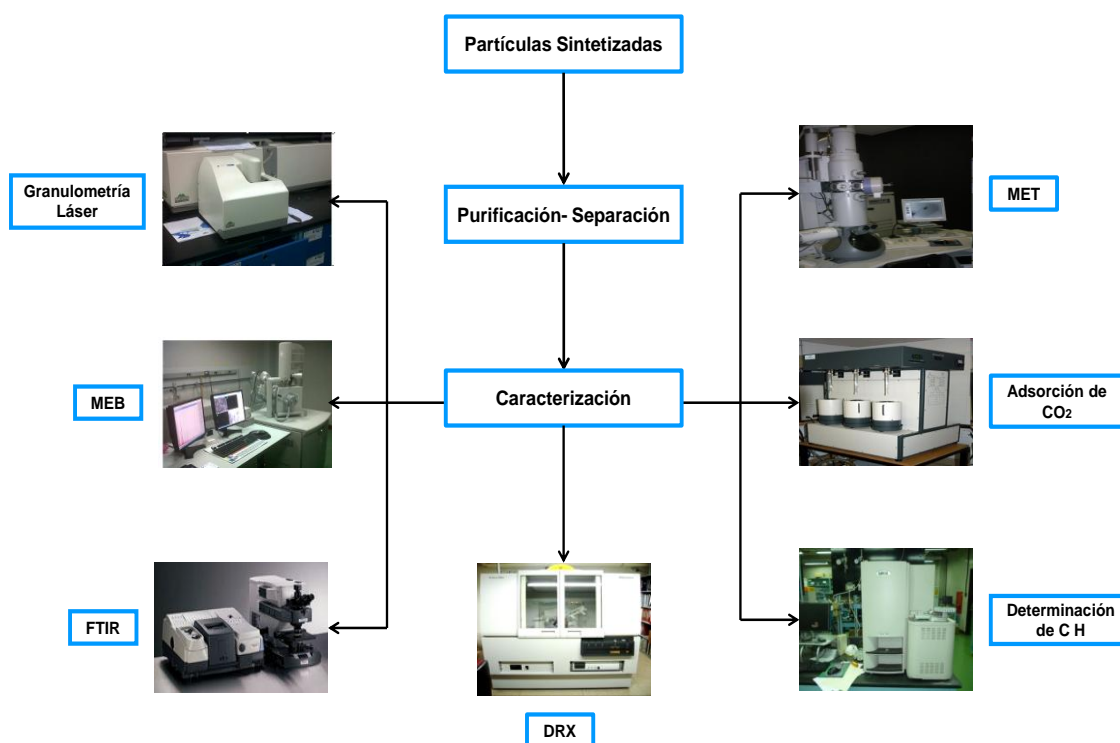 Partículas Sintetizadas
Granulometría
Láser
Purificación- Separación
MET
MEB
Caracterización
Adsorción de
CO2
FTIR
Determinación
de C H
DRX